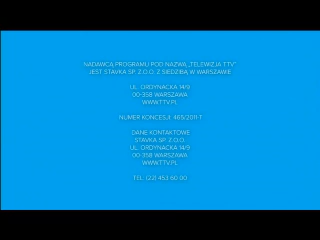 NADAWCĄ PROGRAMU POD NAZWĄ „TELEWIZJA TTV"
JEST STAVKA SP. Z O.O. Z SIEDZIBĄ W WARSZAWIE
UL. ORDYNACKA 14/9
00-358 WARSZAWA
WWW.TTV.PL
NUMER KONCESJI: 465/2011-T
DANE KONTAKTOWE
STAVKA SP. Z O.O.
UL. ORDYNACKA 14/9
00-358 WARSZAWA
WWW.TTV.PL
TEL: (22) 453 60 00